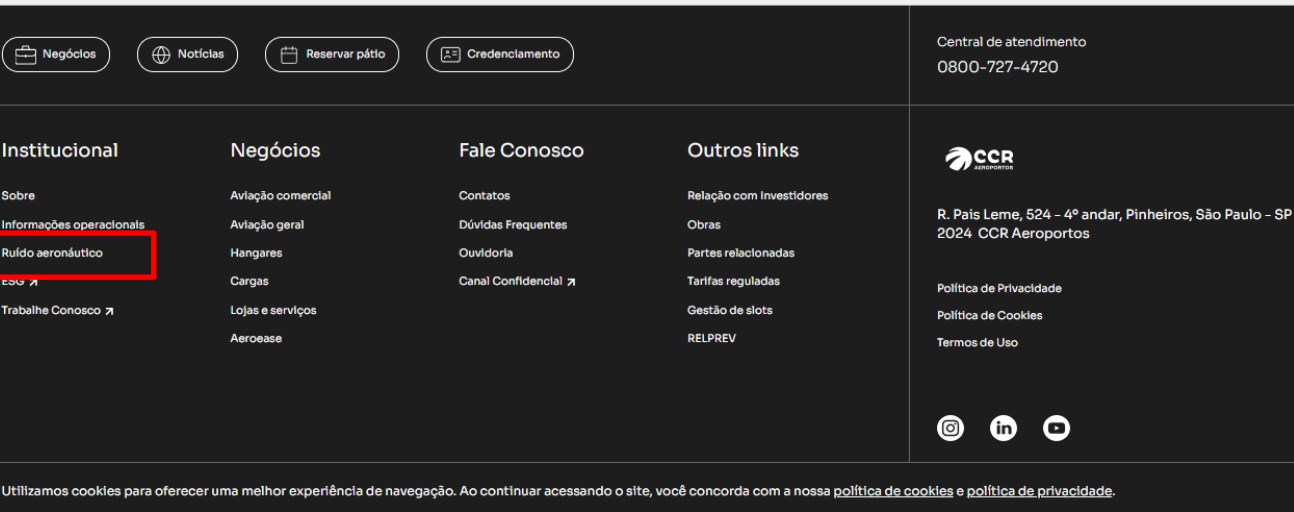 Negócios
Notícias
Reservar pátio
Credenciamento
Central de atendimento
0800-727-4720
Institucional
Sobre
Informações operacionais
Ruído aeronáutico
ESG
Trabalhe Conosco
Negócios
Aviação comercial
Aviação geral
Hangares
Cargas
Lojas e serviços
Aeroease
Fale Conosco
Contatos
Dúvidas Frequentes
Ouvidoria
Canal Confidencial
Outros links
Relação com Investidores
Obras
Partes relacionadas
Tarifas reguladas
Gestão de slots
RELPREV
CCR
AEROPORTOS
R. Pais Leme, 524 - 4º andar, Pinheiros, São Paulo - SP
2024 CCR Aeroportos
Política de Privacidade
Política de Cookies
Termos de Uso
in
Utilizamos cookies para oferecer uma melhor experiência de navegação. Ao continuar acessando o site, você concorda com a nossa política de cookies e política de privacidade.